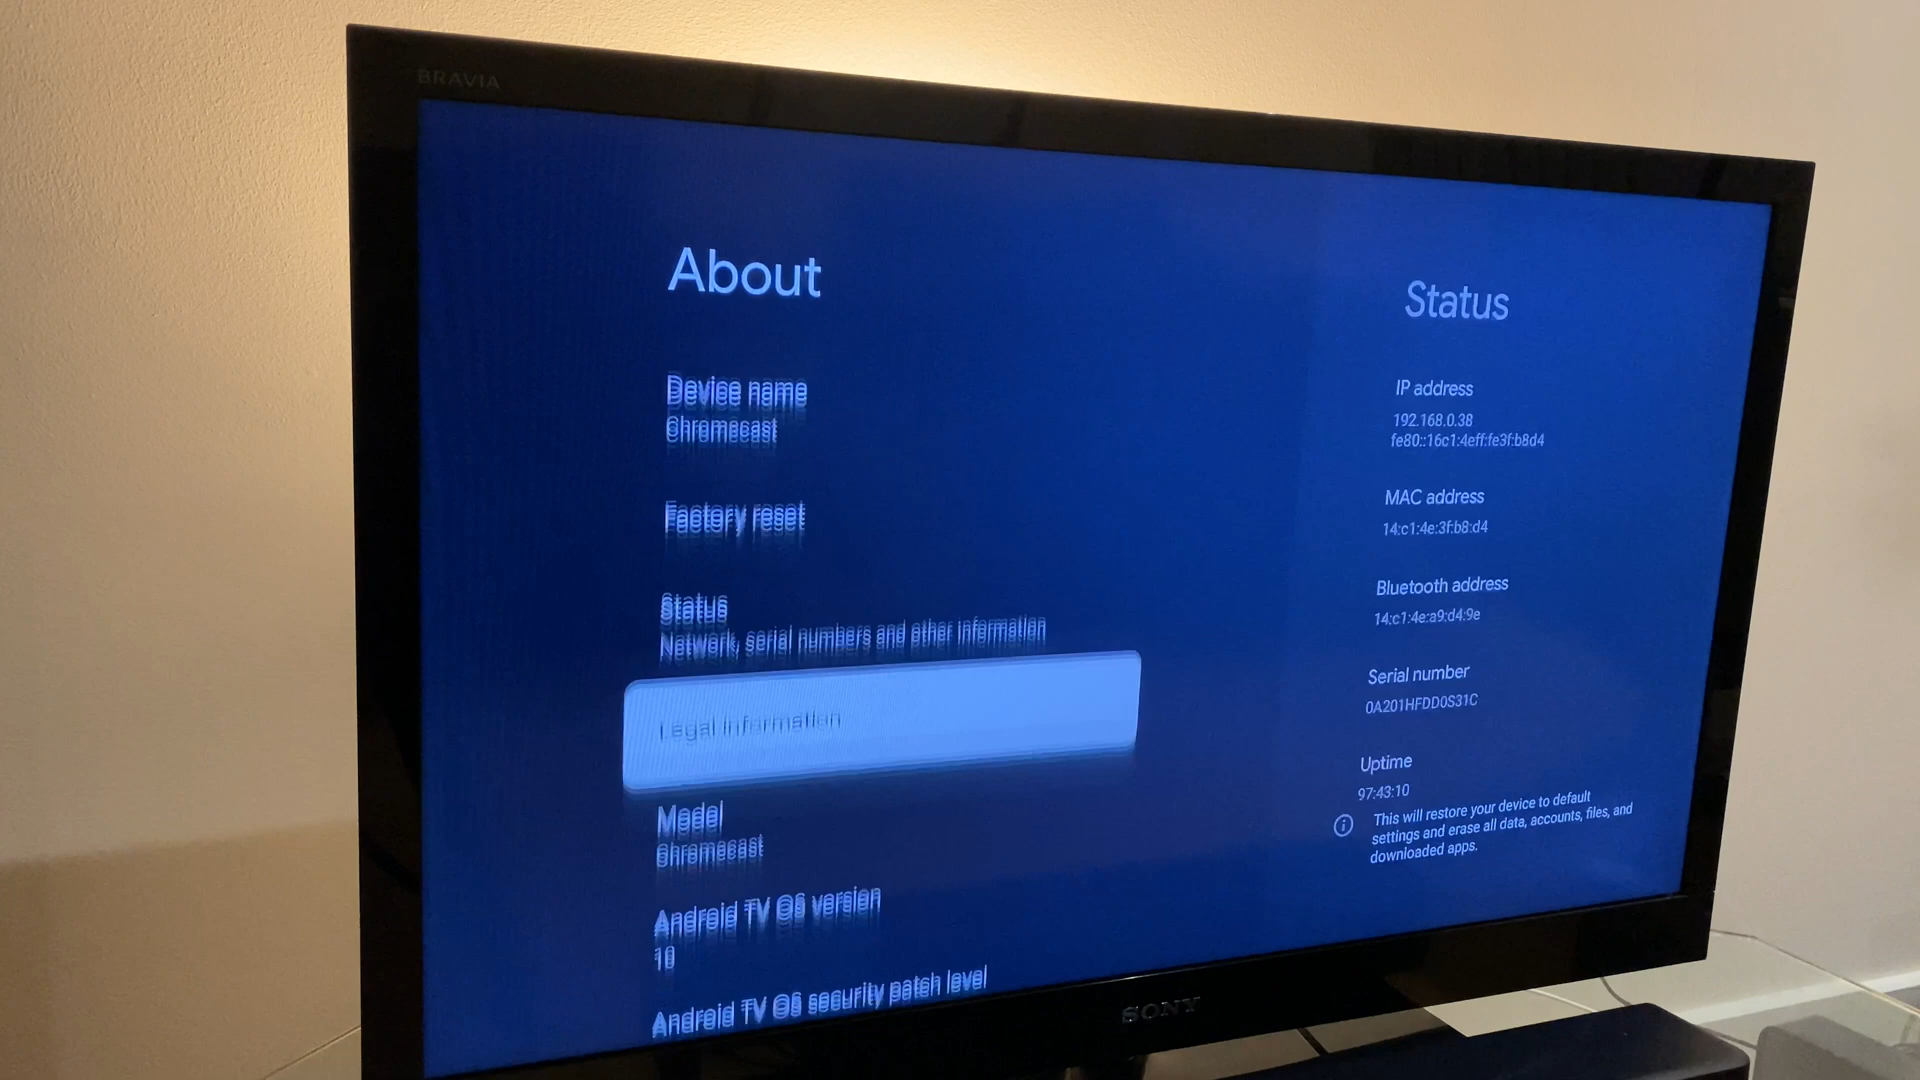 BRAVIA
About
Device name
Chromecast
Factory reset
Status
Network, serial numbers and other information
Legal information
Model
Chromecast
Android TV OS version
10
Android TV OS security patch level
Status
IP address
192.168.0.38
fe80::16c1:4eff:fe3f:b8d4
MAC address
14:c1:4e:3f:b8:d4
Bluetooth address
14:c1:4e:a9:d4:9e
Serial number
0A201HFDD0S31C
Uptime
97:43:10
This will restore your device to default
settings and erase all data, accounts, files, and
downloaded apps.
SONY